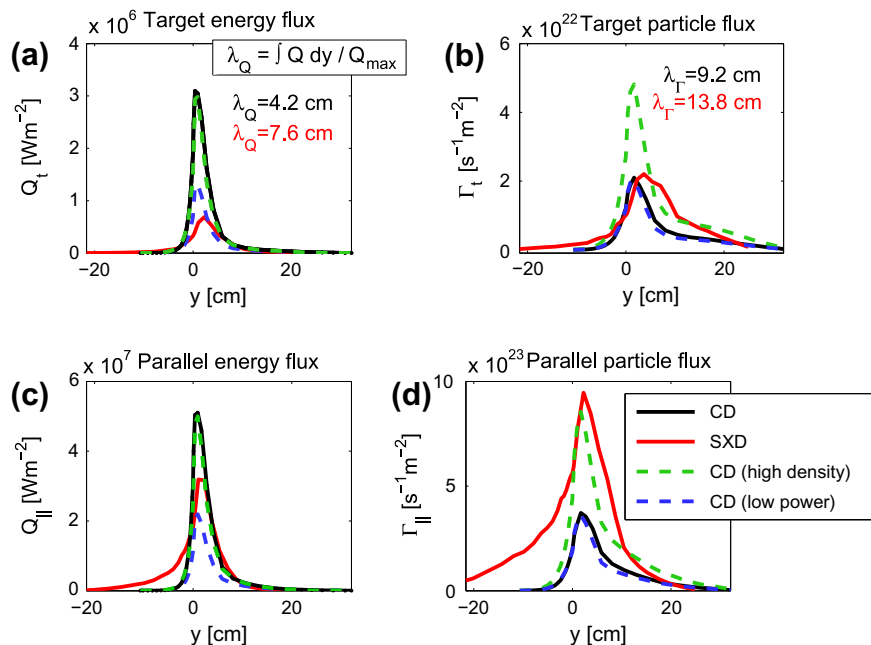 x 10^6 Target energy flux
(a)
λ_Q = ∫ Q dy / Q_max
λ_Q=4.2 cm
λ_Q=7.6 cm
Q_t [Wm^−2]
4
3
2
1
0
−20 0 20
y [cm]
x 10^22 Target particle flux
(b)
λ_Γ=9.2 cm
λ_Γ=13.8 cm
Γ_t [s^−1m^−2]
6
4
2
0
−20 0 20
y [cm]
x 10^7 Parallel energy flux
(c)
Q_|| [Wm^−2]
6
3
0
−20 0 20
y [cm]
x 10^23 Parallel particle flux
(d)
Γ_|| [s^−1m^−2]
10
5
0
−20 0 20
y [cm]
CD
SXD
CD (high density)
CD (low power)